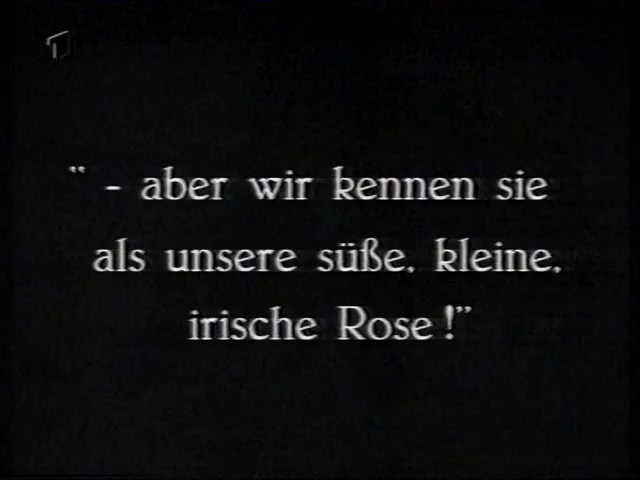 “ - aber wir kennen sie
als unsere süße, kleine,
irische Rose!”